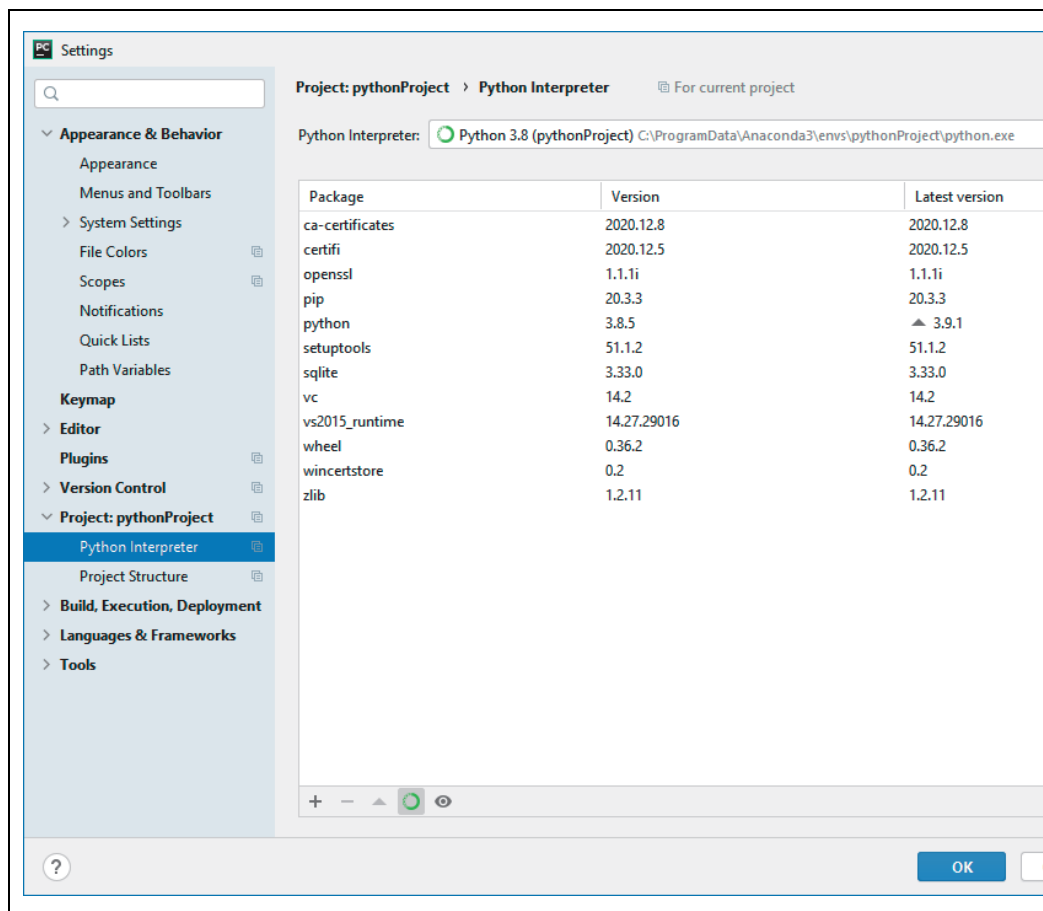 PC Settings
Project: pythonProject › Python Interpreter For current project
Python Interpreter: Python 3.8 (pythonProject) C:\ProgramData\Anaconda3\envs\pythonProject\python.exe
Appearance & Behavior
Appearance
Menus and Toolbars
System Settings
File Colors
Scopes
Notifications
Quick Lists
Path Variables
Keymap
Editor
Plugins
Version Control
Project: pythonProject
Python Interpreter
Project Structure
Build, Execution, Deployment
Languages & Frameworks
Tools
Package Version Latest version
ca-certificates 2020.12.8 2020.12.8
certifi 2020.12.5 2020.12.5
openssl 1.1.1i 1.1.1i
pip 20.3.3 20.3.3
python 3.8.5 3.9.1
setuptools 51.1.2 51.1.2
sqlite 3.33.0 3.33.0
vc 14.2 14.2
vs2015_runtime 14.27.29016 14.27.29016
wheel 0.36.2 0.36.2
wincertstore 0.2 0.2
zlib 1.2.11 1.2.11
?
OK